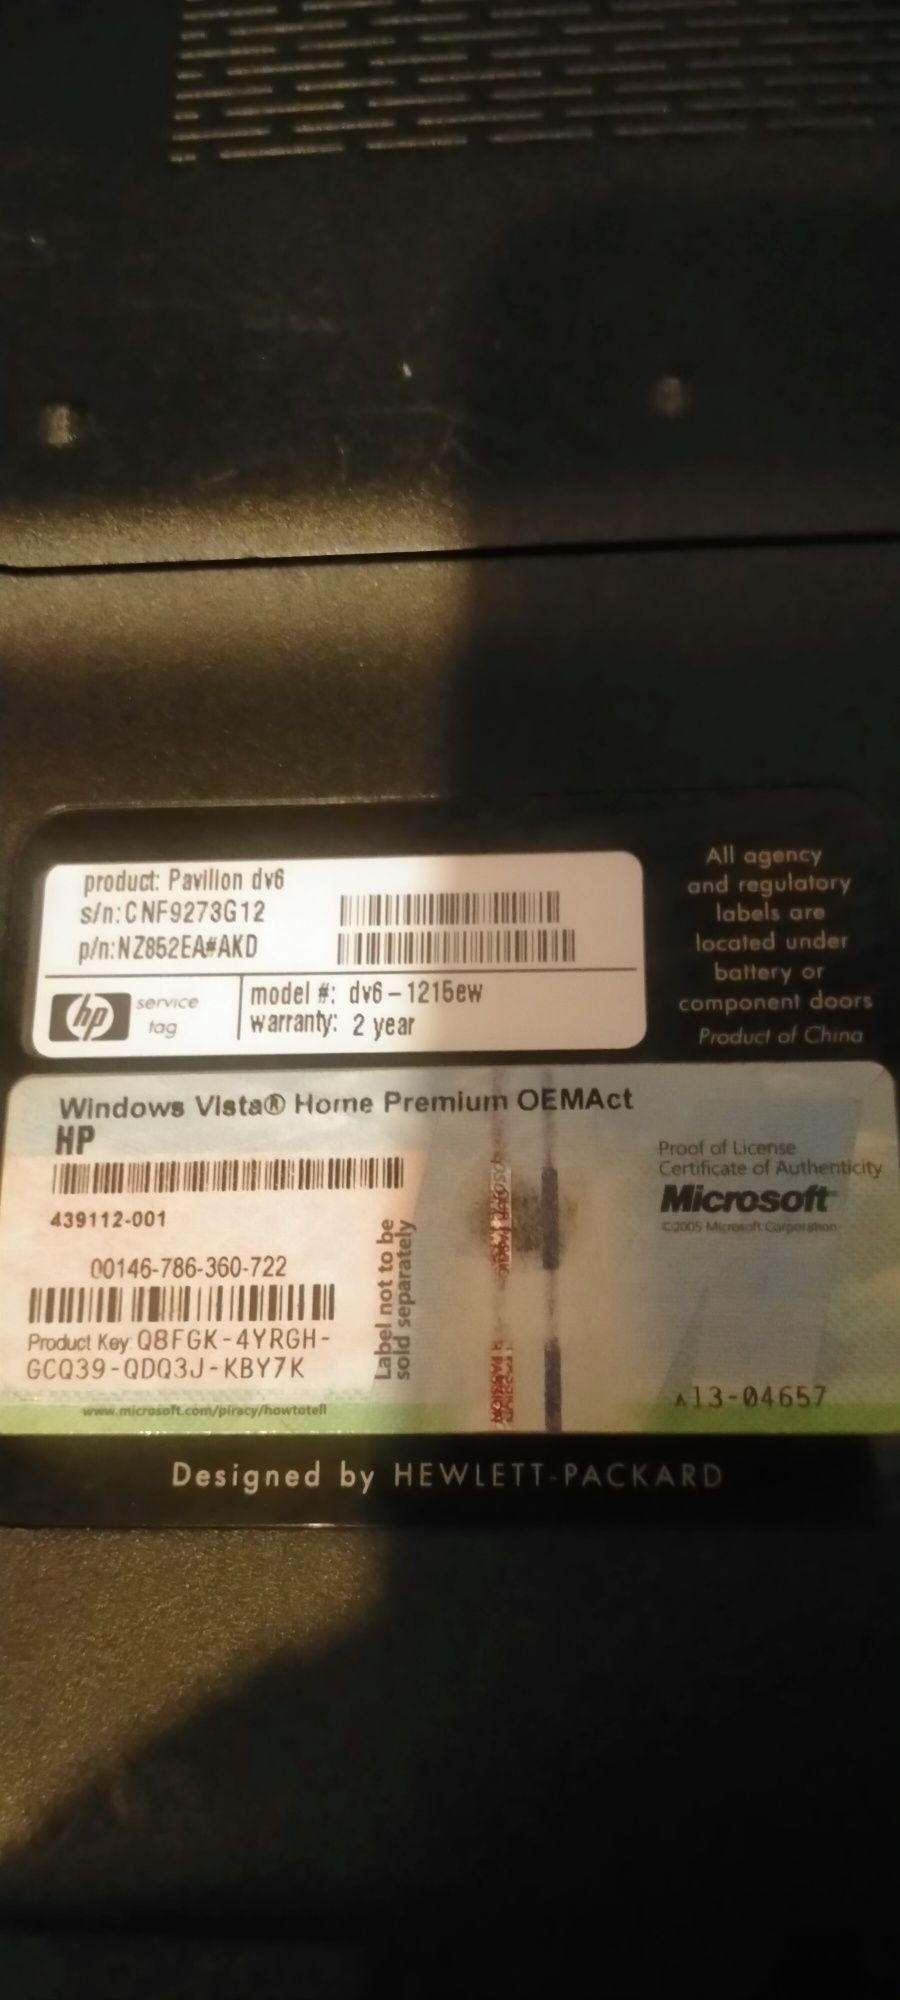 product: Pavilion dv6
s/n:CNF9273G12
p/n:NZ852EA#AKD
hp
service
tag
model #: dv6-1215ew
warranty: 2 year
All agency
and regulatory
labels are
located under
battery or
component doors
Product of China
Windows Vista® Home Premium OEMAct
HP
439112-001
00146-786-360-722
Product Key: Q8FGK-4YRGH-
GCQ39-QDQ3J-KBY7K
www.microsoft.com/piracy/howtotell
Label not to be
sold separately
Proof of License
Certificate of Authenticity
Microsoft
©2005 Microsoft Corporation
A13-04657
Designed by HEWLETT-PACKARD